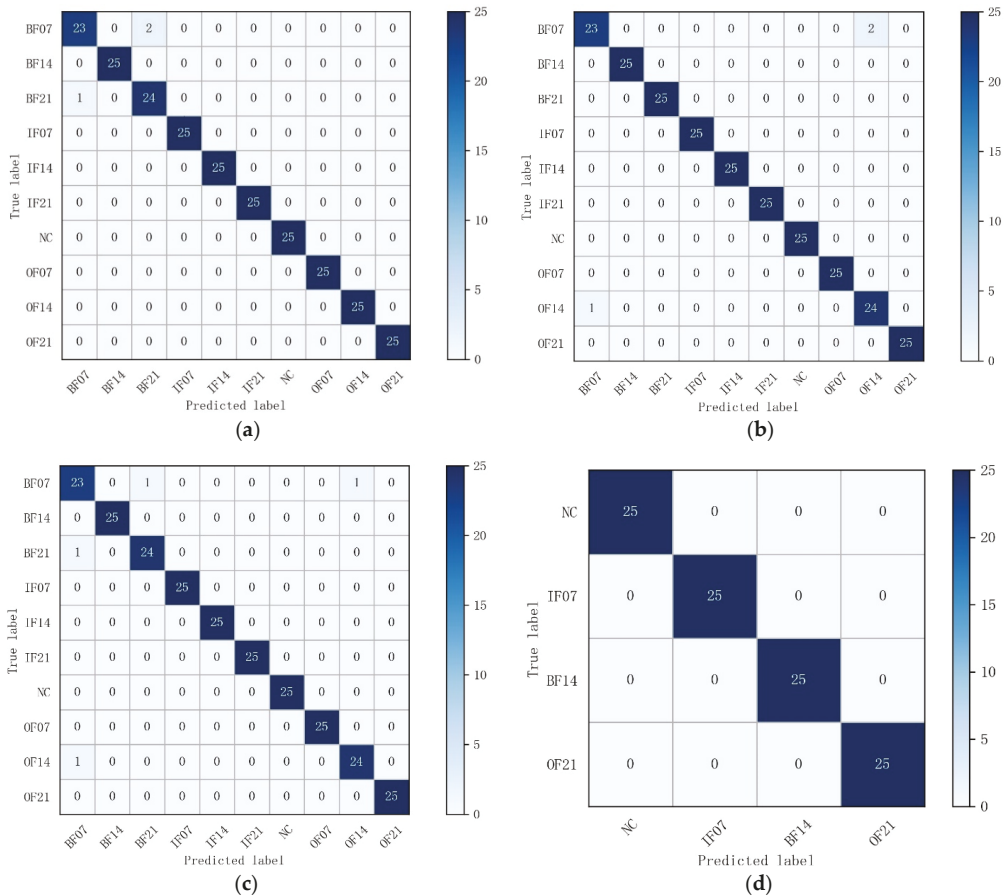 BF07 23 0 2 0 0 0 0 0 0 0
BF14 0 25 0 0 0 0 0 0 0 0
BF21 1 0 24 0 0 0 0 0 0 0
IF07 0 0 0 25 0 0 0 0 0 0
IF14 0 0 0 0 25 0 0 0 0 0
IF21 0 0 0 0 0 25 0 0 0 0
NC 0 0 0 0 0 0 25 0 0 0
OF07 0 0 0 0 0 0 0 25 0 0
OF14 0 0 0 0 0 0 0 0 25 0
OF21 0 0 0 0 0 0 0 0 0 25
True label
BF07 BF14 BF21 IF07 IF14 IF21 NC OF07 OF14 OF21
Predicted label
25
20
15
10
5
0
(a)
BF07 23 0 0 0 0 0 0 0 2 0
BF14 0 25 0 0 0 0 0 0 0 0
BF21 0 0 25 0 0 0 0 0 0 0
IF07 0 0 0 25 0 0 0 0 0 0
IF14 0 0 0 0 25 0 0 0 0 0
IF21 0 0 0 0 0 25 0 0 0 0
NC 0 0 0 0 0 0 25 0 0 0
OF07 0 0 0 0 0 0 0 25 0 0
OF14 1 0 0 0 0 0 0 0 24 0
OF21 0 0 0 0 0 0 0 0 0 25
True label
BF07 BF14 BF21 IF07 IF14 IF21 NC OF07 OF14 OF21
Predicted label
25
20
15
10
5
0
(b)
BF07 23 0 1 0 0 0 0 0 1 0
BF14 0 25 0 0 0 0 0 0 0 0
BF21 1 0 24 0 0 0 0 0 0 0
IF07 0 0 0 25 0 0 0 0 0 0
IF14 0 0 0 0 25 0 0 0 0 0
IF21 0 0 0 0 0 25 0 0 0 0
NC 0 0 0 0 0 0 25 0 0 0
OF07 0 0 0 0 0 0 0 25 0 0
OF14 1 0 0 0 0 0 0 0 24 0
OF21 0 0 0 0 0 0 0 0 0 25
True label
BF07 BF14 BF21 IF07 IF14 IF21 NC OF07 OF14 OF21
Predicted label
25
20
15
10
5
0
(c)
NC 25 0 0 0
IF07 0 25 0 0
BF14 0 0 25 0
OF21 0 0 0 25
True label
NC IF07 BF14 OF21
Predicted label
25
20
15
10
5
0
(d)